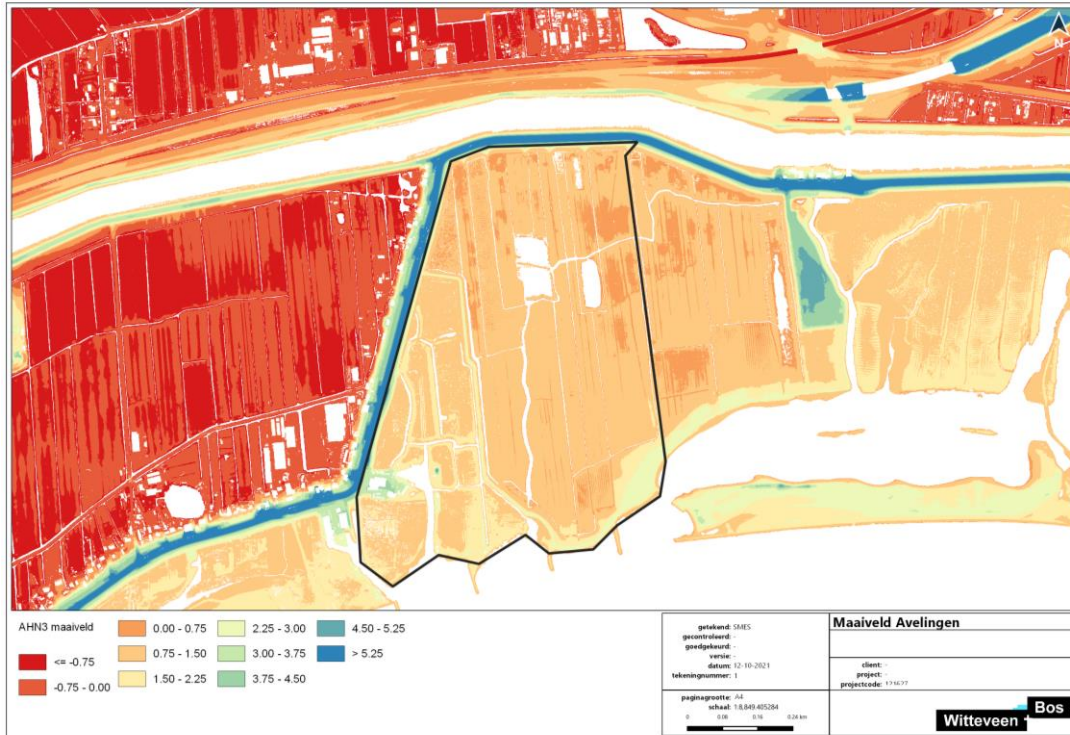 N
AHN3 maaiveld
<= -0.75
-0.75 - 0.00
0.00 - 0.75
0.75 - 1.50
1.50 - 2.25
2.25 - 3.00
3.00 - 3.75
3.75 - 4.50
4.50 - 5.25
> 5.25
getekend: SMES
gecontroleerd: -
goedgekeurd: -
versie: -
datum: 12-10-2021
tekeningnummer: 1
paginagrootte: A4
schaal: 1:8,849.405284
0 0.08 0.16 0.24 km
Maaiveld Avelingen
client: -
project: -
projectcode: 121627
Witteveen Bos